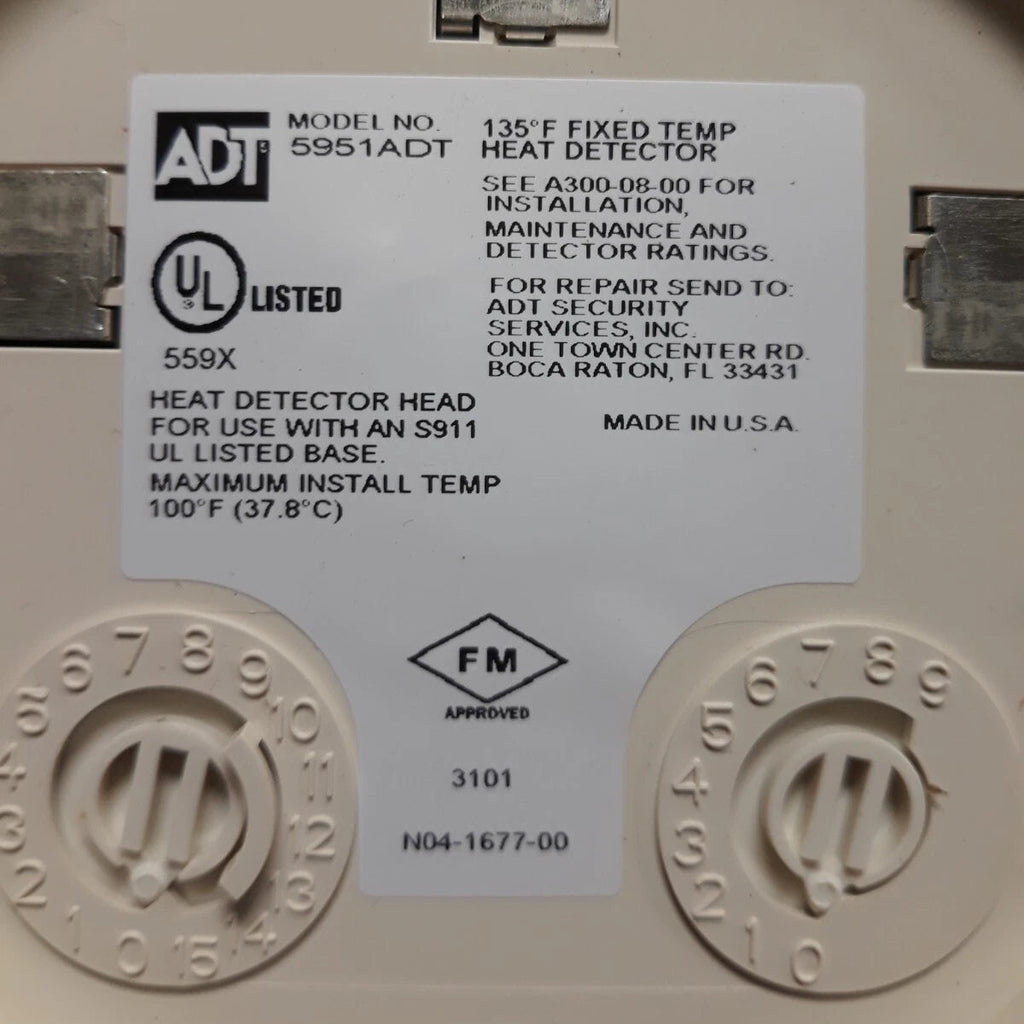 ADT
MODEL NO.
5951ADT
135°F FIXED TEMP
HEAT DETECTOR
SEE A300-08-00 FOR
INSTALLATION,
MAINTENANCE AND
DETECTOR RATINGS.
UL LISTED
559X
FOR REPAIR SEND TO:
ADT SECURITY
SERVICES, INC.
ONE TOWN CENTER RD.
BOCA RATON, FL 33431
HEAT DETECTOR HEAD
FOR USE WITH AN S911
UL LISTED BASE.
MAXIMUM INSTALL TEMP
100°F (37.8°C)
MADE IN U.S.A.
FM
APPROVED
3101
N04-1677-00
0 1 2 3 4 5 6 7 8 9 10 11 12 13 14 15
0 1 2 3 4 5 6 7 8 9